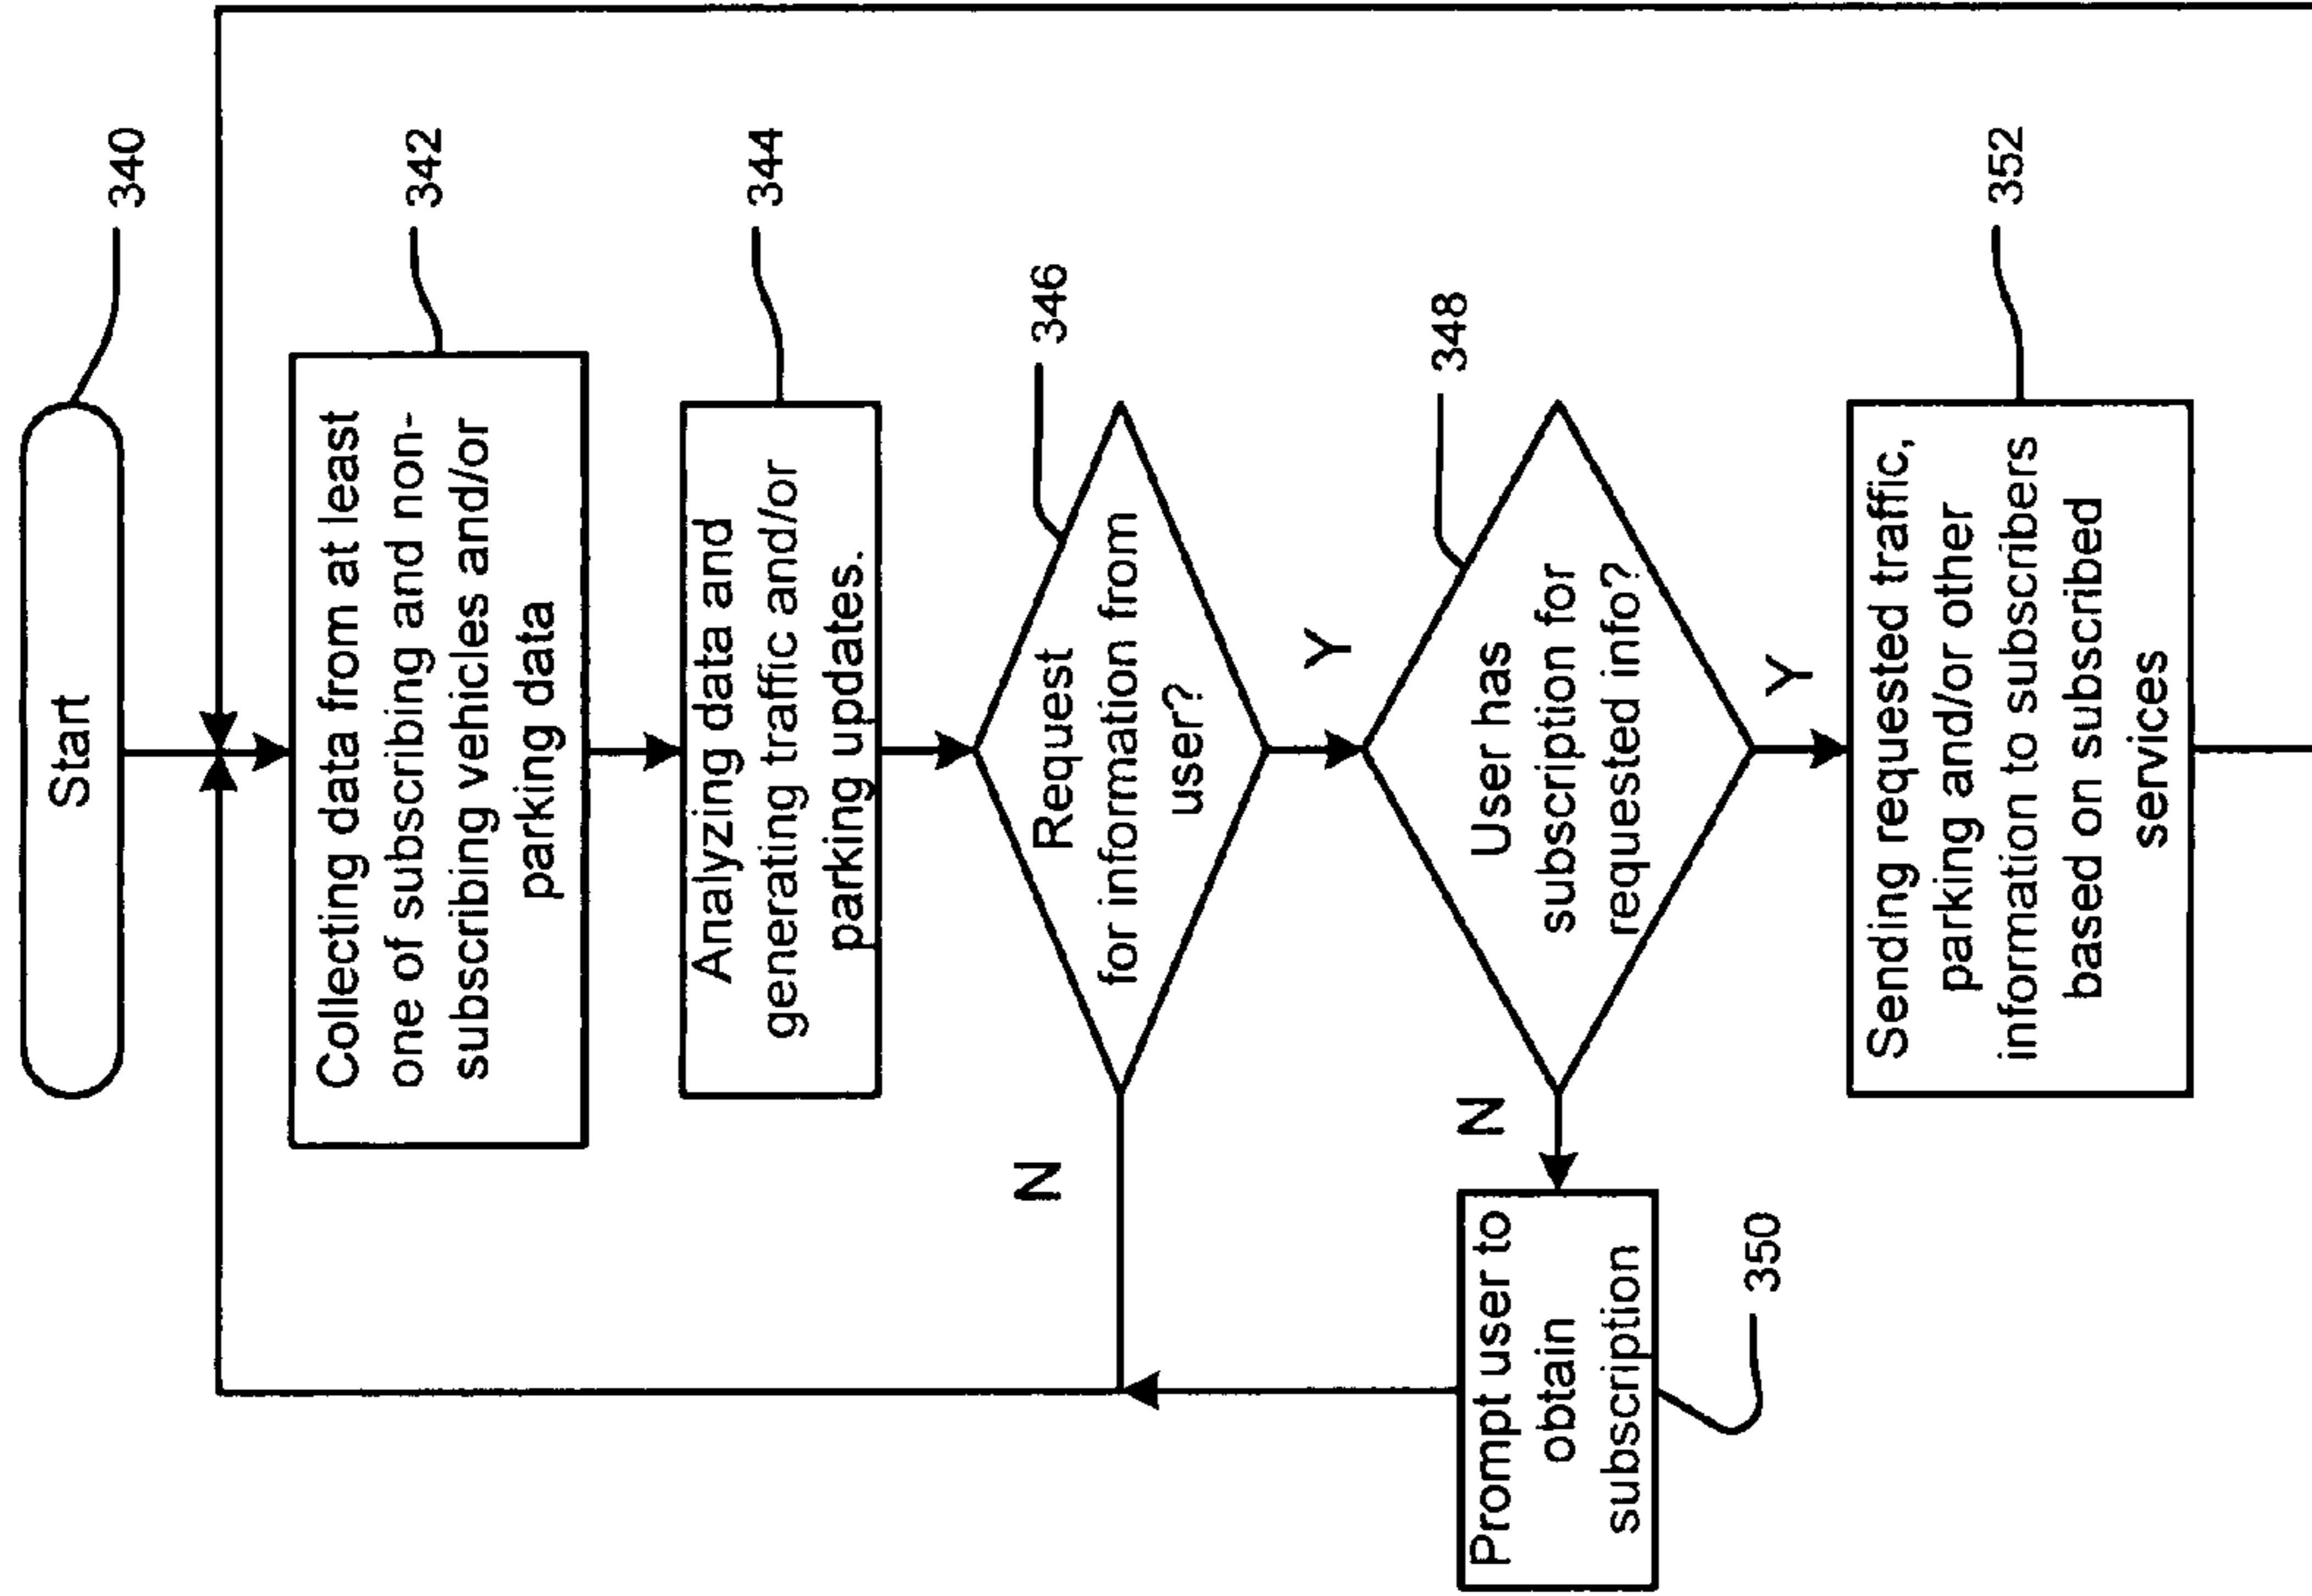 Start
340
Collecting data from at least
one of subscribing and non-
subscribing vehicles and/or
parking data
342
Analyzing data and
generating traffic and/or
parking updates.
344
Request
for information from
user?
346
N
Y
User has
subscription for
requested info?
348
N
Y
Prompt user to
obtain
subscription
350
Sending requested traffic,
parking and/or other
information to subscribers
based on subscribed
services
352